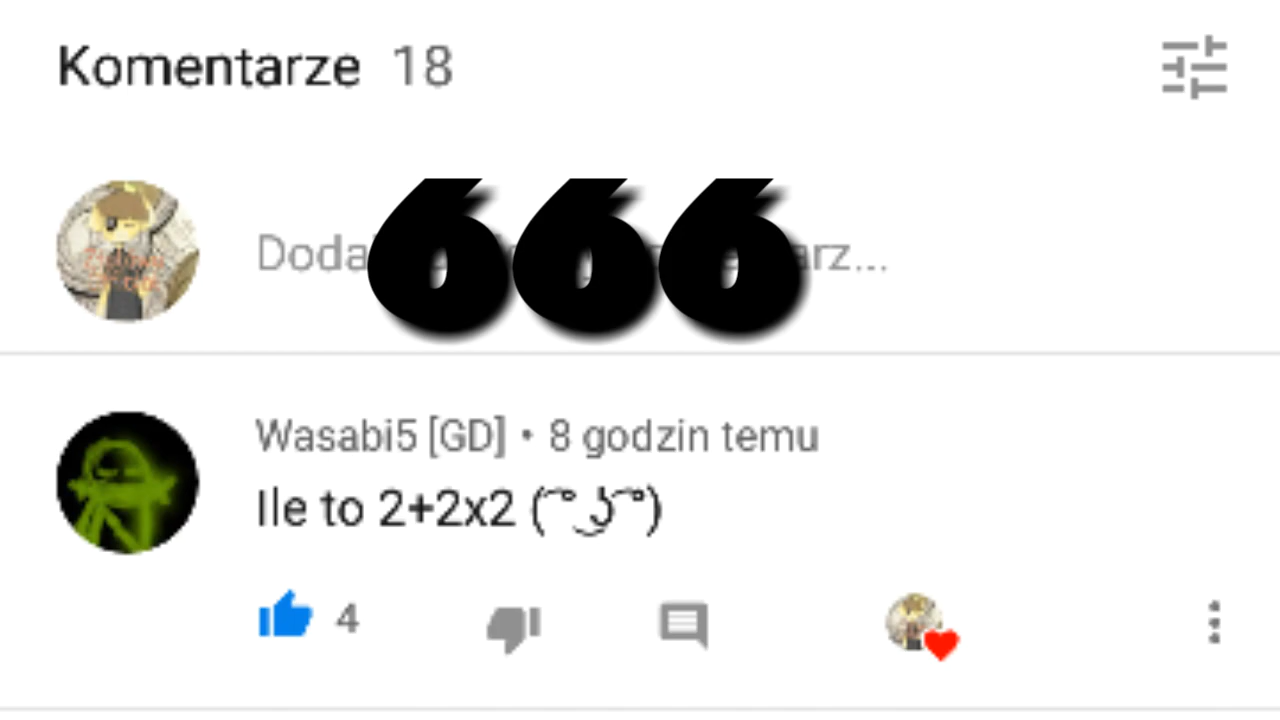 Komentarze 18
666
Wasabi5 [GD] • 8 godzin temu
Ile to 2+2x2 ( ͡° ͜ʖ ͡°)
4